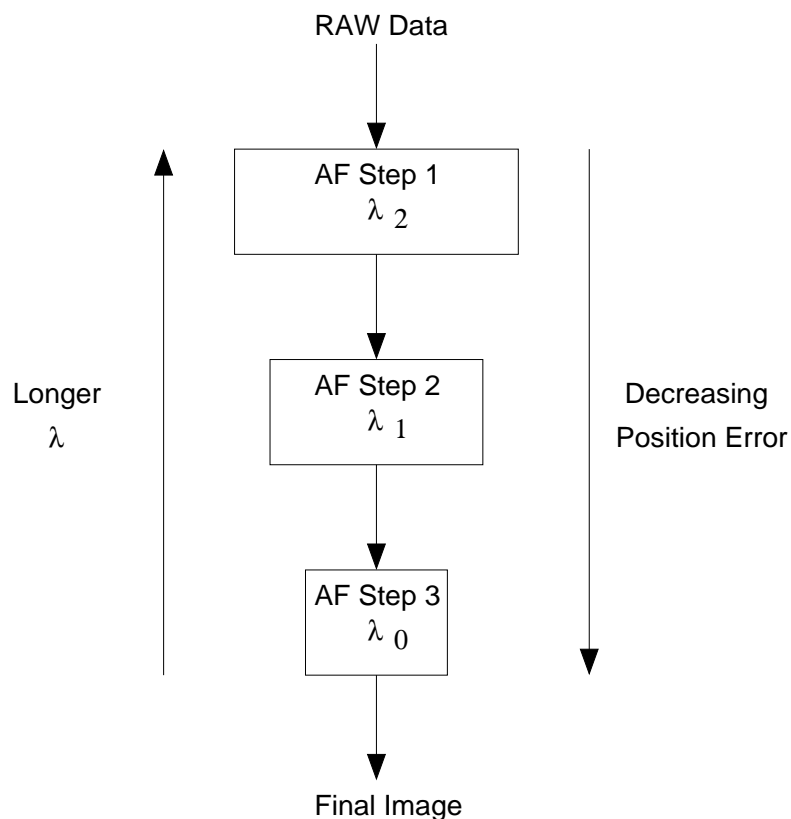 RAW Data
AF Step 1
λ 2
AF Step 2
λ 1
Longer
λ
Decreasing
Position Error
AF Step 3
λ 0
Final Image